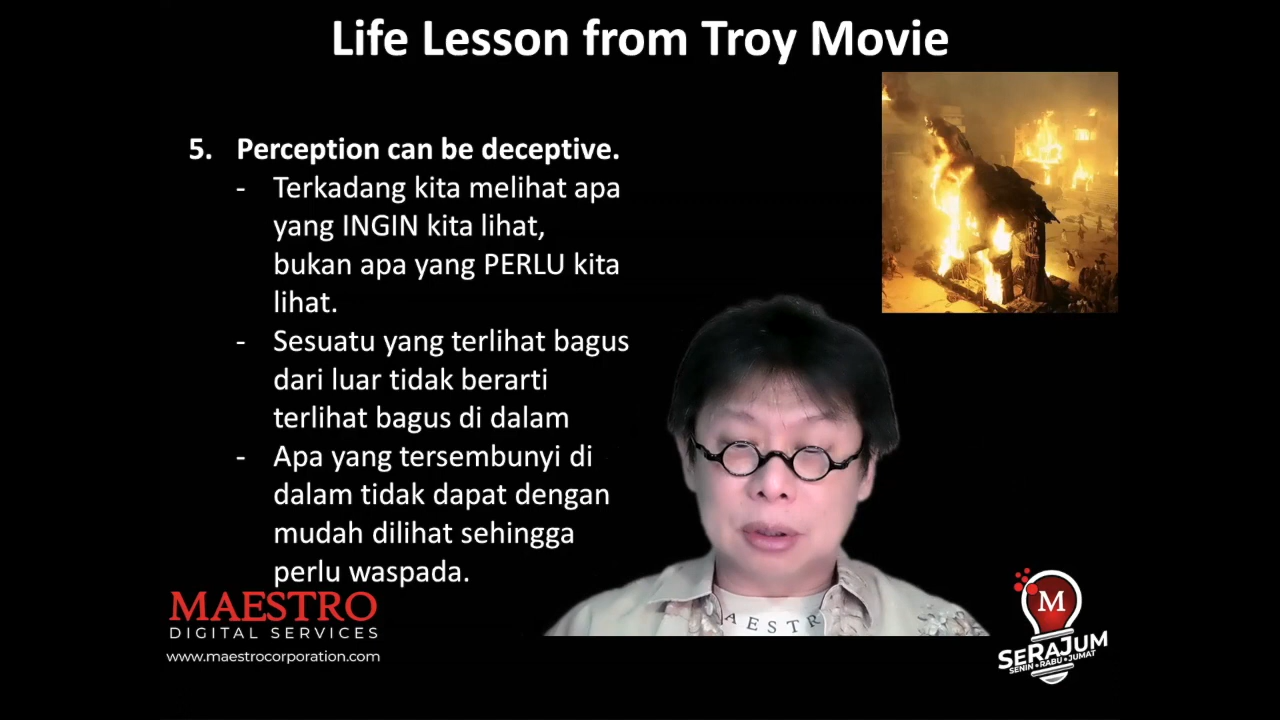 Life Lesson from Troy Movie
5. Perception can be deceptive.
- Terkadang kita melihat apa
yang INGIN kita lihat,
bukan apa yang PERLU kita
lihat.
- Sesuatu yang terlihat bagus
dari luar tidak berarti
terlihat bagus di dalam
- Apa yang tersembunyi di
dalam tidak dapat dengan
mudah dilihat sehingga
perlu waspada.
MAESTRO
DIGITAL SERVICES
www.maestrocorporation.com
AESTR
M
SERAJUM
SENIN • RABU • JUMAT